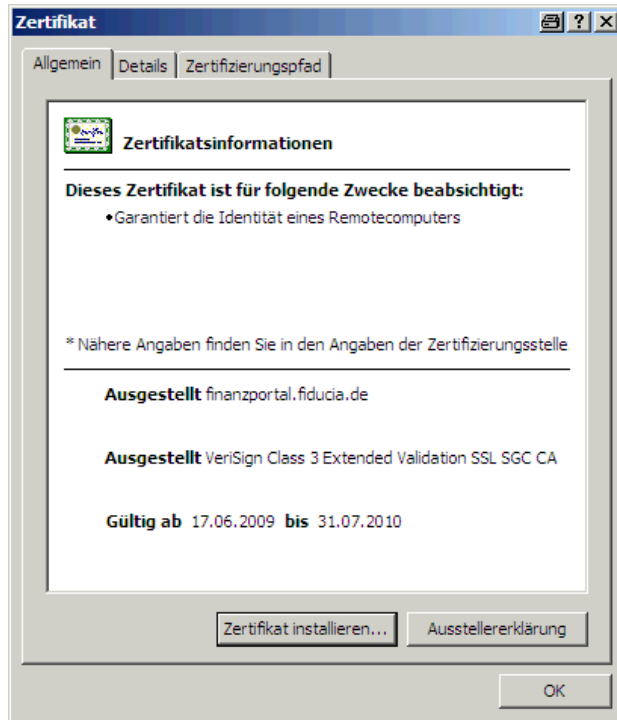 Zertifikat
Allgemein Details Zertifizierungspfad
Zertifikatsinformationen
Dieses Zertifikat ist für folgende Zwecke beabsichtigt:
•Garantiert die Identität eines Remotecomputers
* Nähere Angaben finden Sie in den Angaben der Zertifizierungsstelle
Ausgestellt finanzportal.fiducia.de
Ausgestellt VeriSign Class 3 Extended Validation SSL SGC CA
Gültig ab 17.06.2009 bis 31.07.2010
Zertifikat installieren... Ausstellererklärung
OK